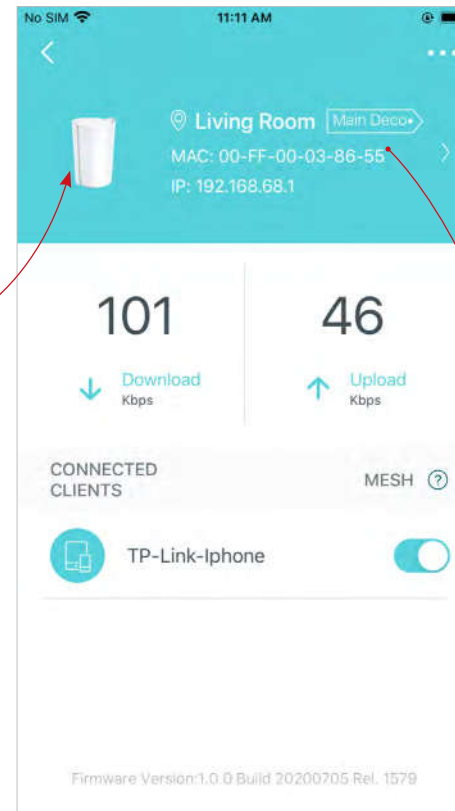 No SIM 11:11 AM
Living Room Main Deco
MAC: 00-FF-00-03-86-55
IP: 192.168.68.1
101 46
Download Upload
Kbps Kbps
CONNECTED
CLIENTS MESH ?
TP-Link-Iphone
Firmware Version:1.0.0 Build 20200705 Rel. 1579